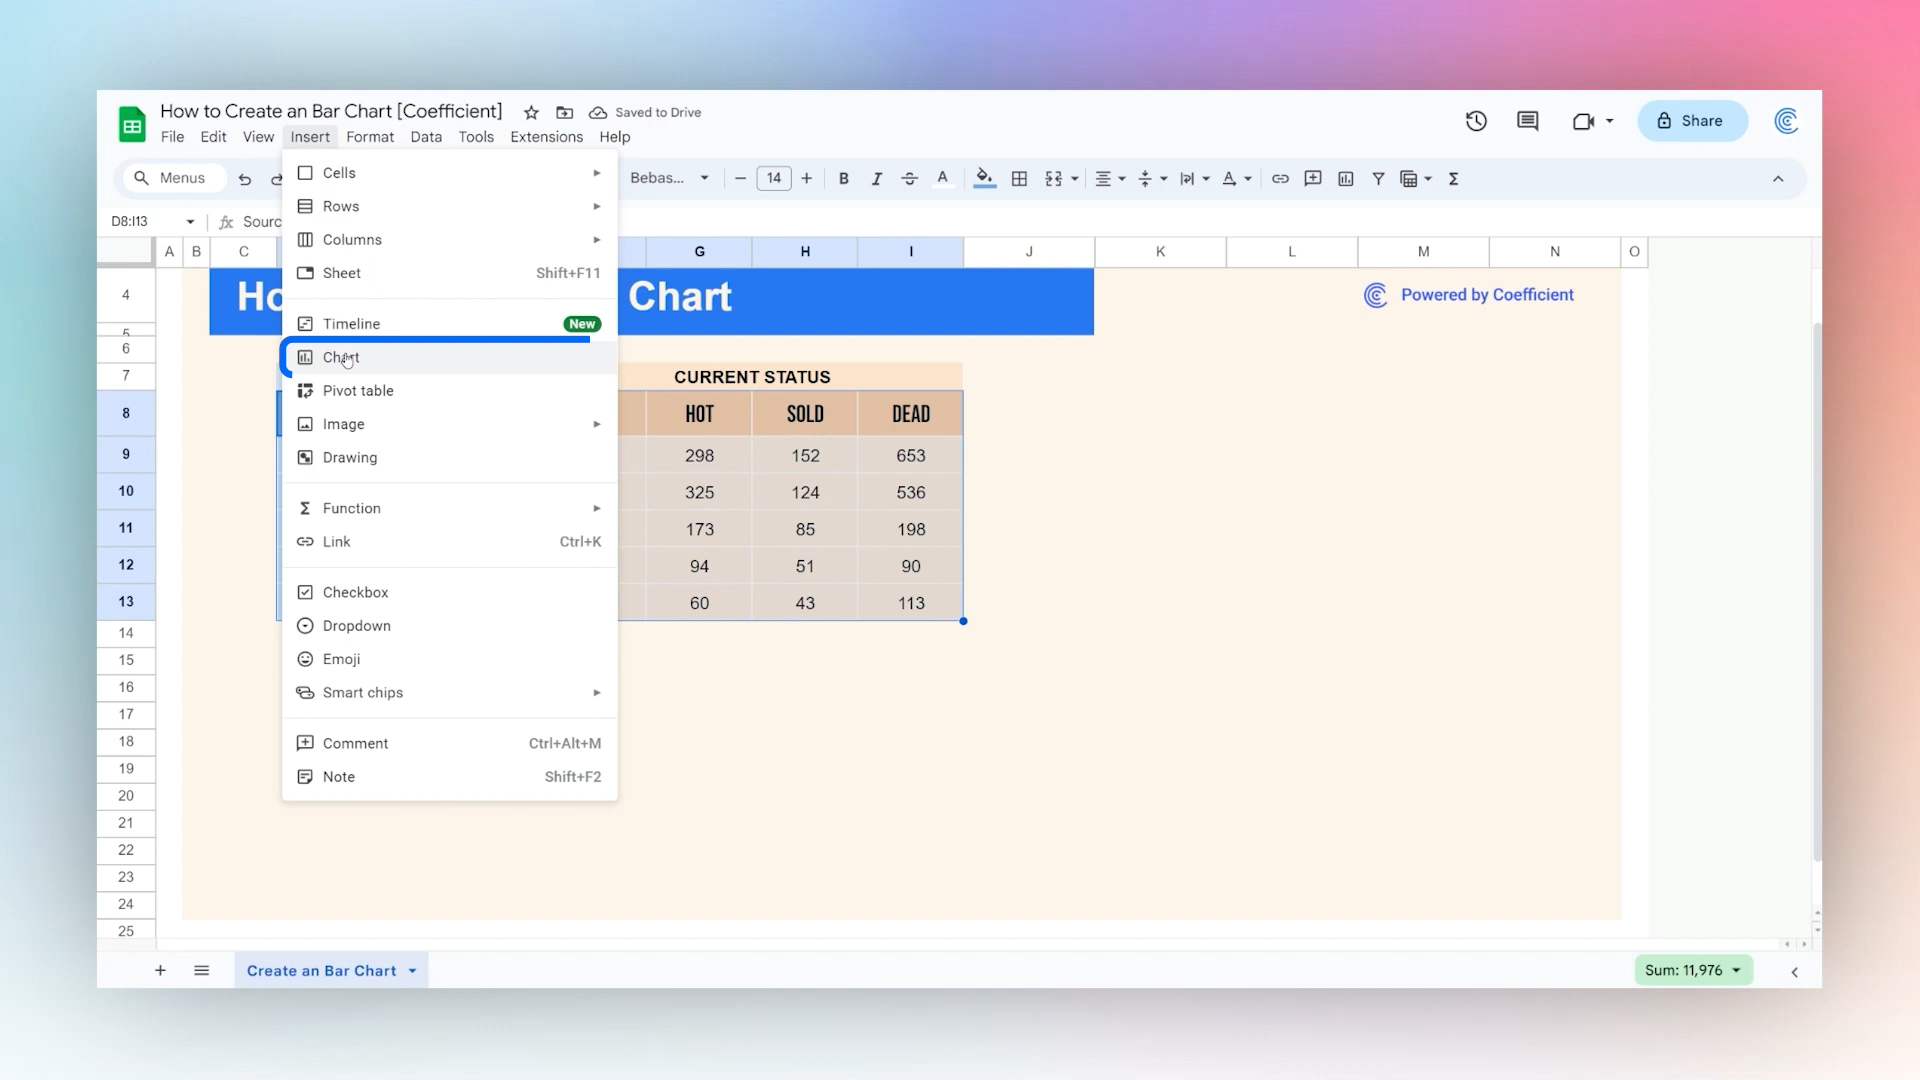 How to Create an Bar Chart [Coefficient]
Saved to Drive
File Edit View Insert Format Data Tools Extensions Help
Share
Menus
Bebas...
14
D8:I13
Sourc
A B C G H I J K L M N O
4
5
6
7
8
9
10
11
12
13
14
15
16
17
18
19
20
21
22
23
24
25
Cells
Rows
Columns
Sheet Shift+F11
Timeline New
Chart
Pivot table
Image
Drawing
Function
Link Ctrl+K
Checkbox
Dropdown
Emoji
Smart chips
Comment Ctrl+Alt+M
Note Shift+F2
Chart
Powered by Coefficient
CURRENT STATUS
HOT SOLD DEAD
298 152 653
325 124 536
173 85 198
94 51 90
60 43 113
Create an Bar Chart
Sum: 11,976